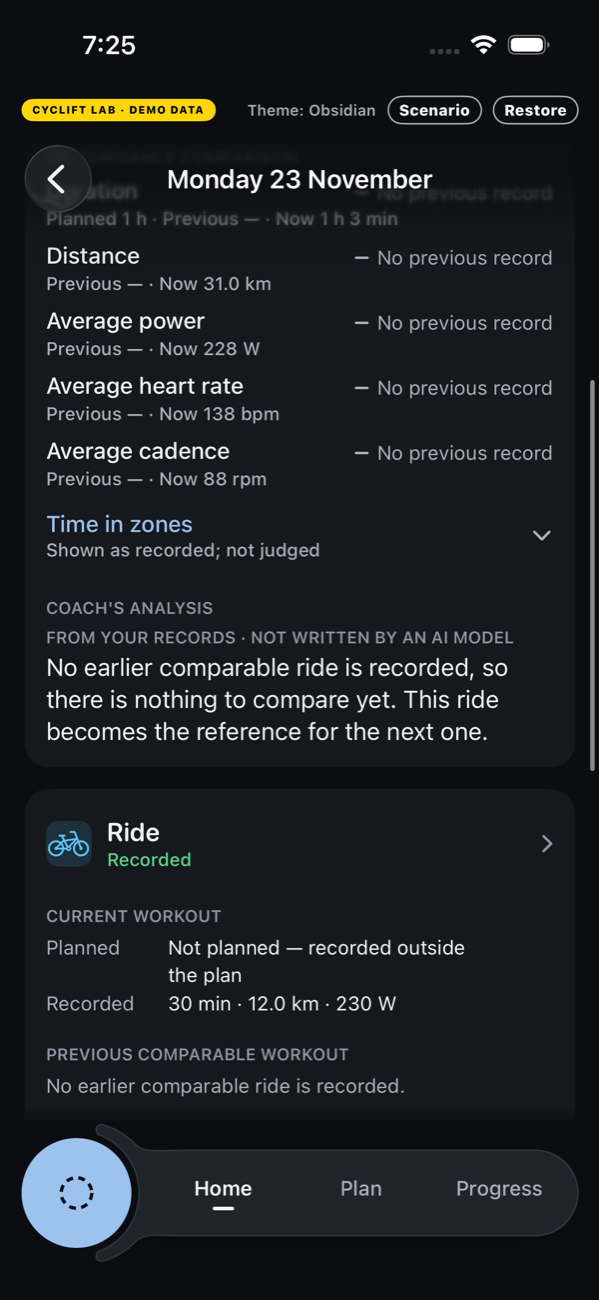 7:25
CYCLIFT LAB · DEMO DATA
Theme: Obsidian
Scenario
Restore
Monday 23 November
No previous record
Planned 1 h · Previous — · Now 1 h 3 min
Distance
— No previous record
Previous — · Now 31.0 km
Average power
— No previous record
Previous — · Now 228 W
Average heart rate
— No previous record
Previous — · Now 138 bpm
Average cadence
— No previous record
Previous — · Now 88 rpm
Time in zones
Shown as recorded; not judged
COACH'S ANALYSIS
FROM YOUR RECORDS · NOT WRITTEN BY AN AI MODEL
No earlier comparable ride is recorded, so
there is nothing to compare yet. This ride
becomes the reference for the next one.
Ride
Recorded
CURRENT WORKOUT
Planned
Not planned — recorded outside
the plan
Recorded
30 min · 12.0 km · 230 W
PREVIOUS COMPARABLE WORKOUT
No earlier comparable ride is recorded.
Home
Plan
Progress